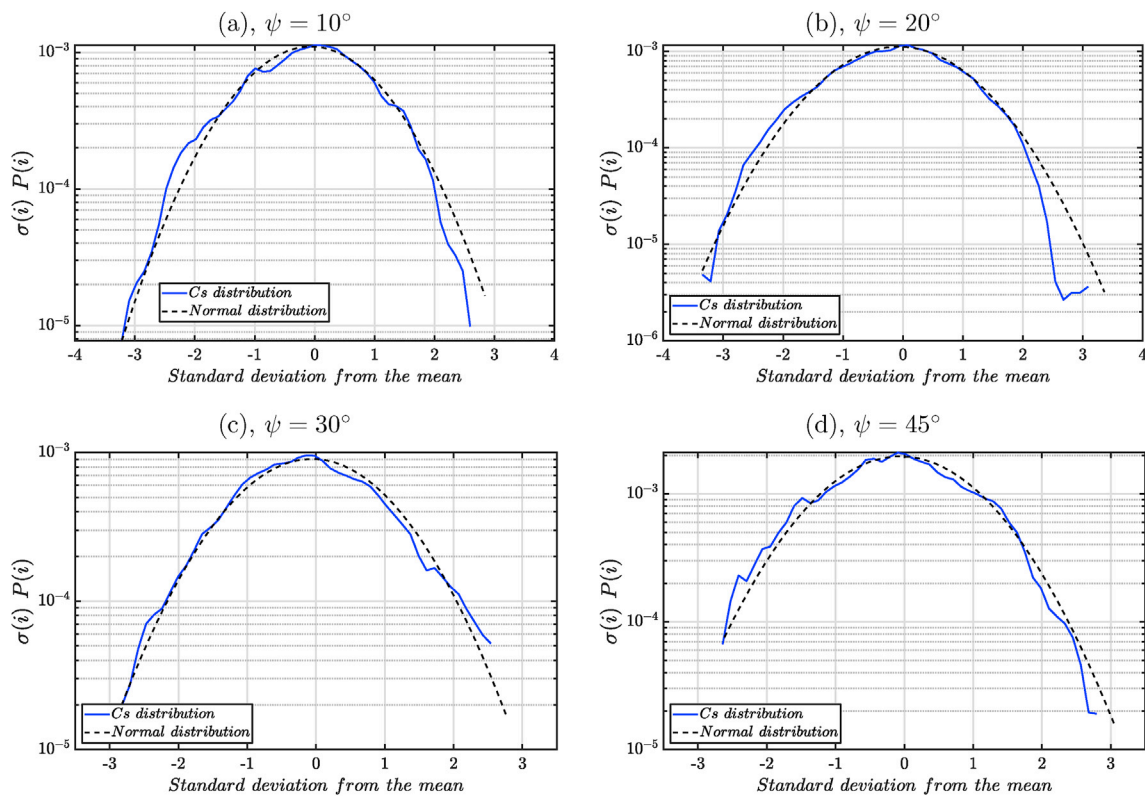 (a), ψ = 10°
10⁻³
10⁻⁴
10⁻⁵
σ(i) P(i)
Cs distribution
Normal distribution
-4 -3 -2 -1 0 1 2 3 4
Standard deviation from the mean
(b), ψ = 20°
10⁻³
10⁻⁴
10⁻⁵
10⁻⁶
σ(i) P(i)
Cs distribution
Normal distribution
-4 -3 -2 -1 0 1 2 3 4
Standard deviation from the mean
(c), ψ = 30°
10⁻³
10⁻⁴
10⁻⁵
σ(i) P(i)
Cs distribution
Normal distribution
-3 -2 -1 0 1 2 3
Standard deviation from the mean
(d), ψ = 45°
10⁻³
10⁻⁴
10⁻⁵
σ(i) P(i)
Cs distribution
Normal distribution
-3 -2 -1 0 1 2 3
Standard deviation from the mean